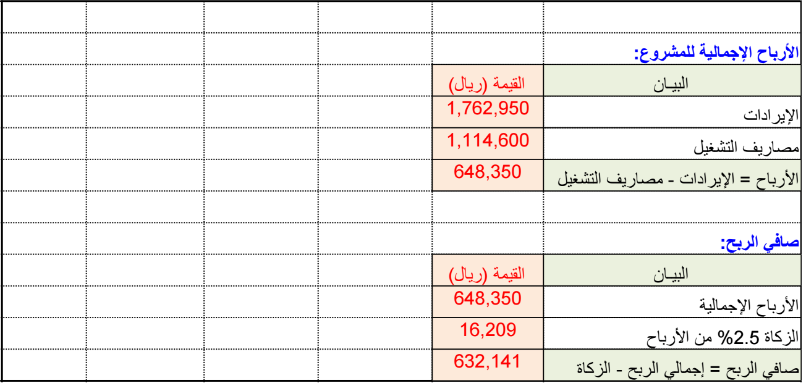 الأرباح الإجمالية للمشروع:
البيـان القيمة (ريال)
الإيرادات 1,762,950
مصاريف التشغيل 1,114,600
الأرباح = الإيرادات - مصاريف التشغيل 648,350
صافي الربح:
البيـان القيمة (ريال)
الأرباح الإجمالية 648,350
الزكاة 2.5% من الأرباح 16,209
صافي الربح = إجمالي الربح - الزكاة 632,141